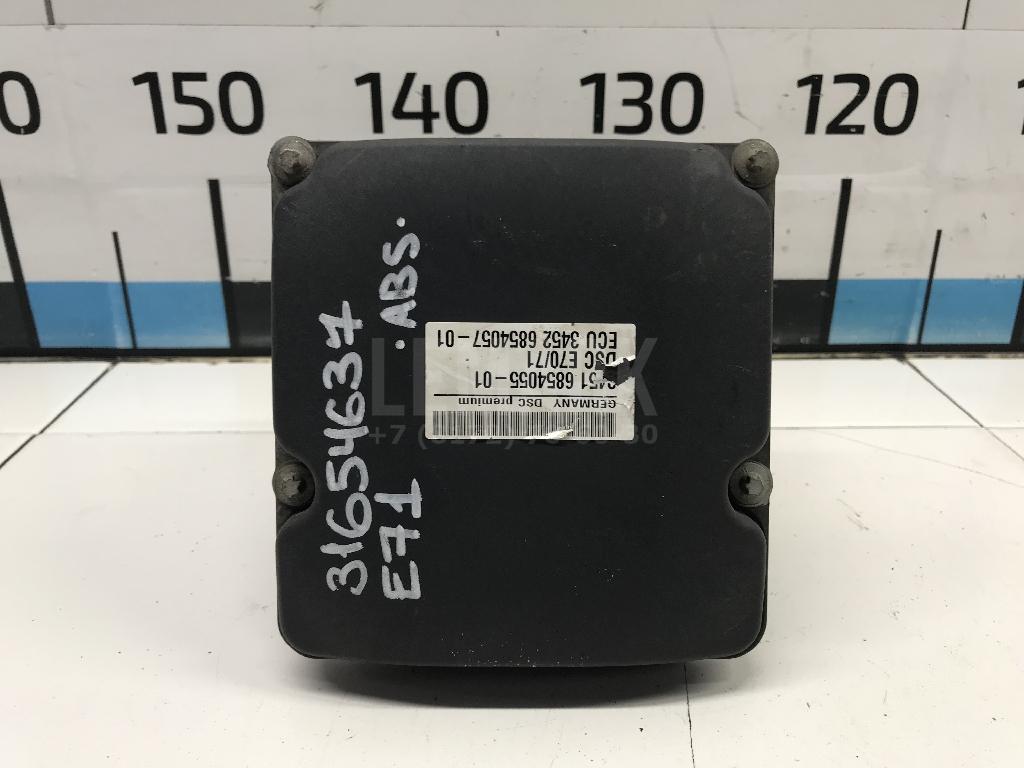 150 140 130 120
31654637
E71 .ABS.
GERMANY DSC premium
6854055-01
DSC E70/71
ECU 3452 6854057-01